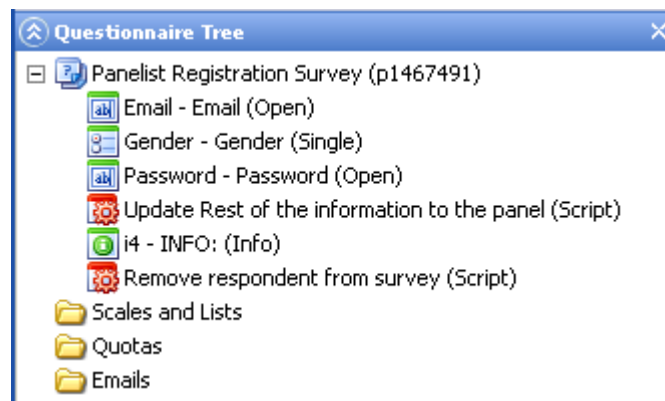 Questionnaire Tree
Panelist Registration Survey (p1467491)
Email - Email (Open)
Gender - Gender (Single)
Password - Password (Open)
Update Rest of the information to the panel (Script)
i4 - INFO: (Info)
Remove respondent from survey (Script)
Scales and Lists
Quotas
Emails